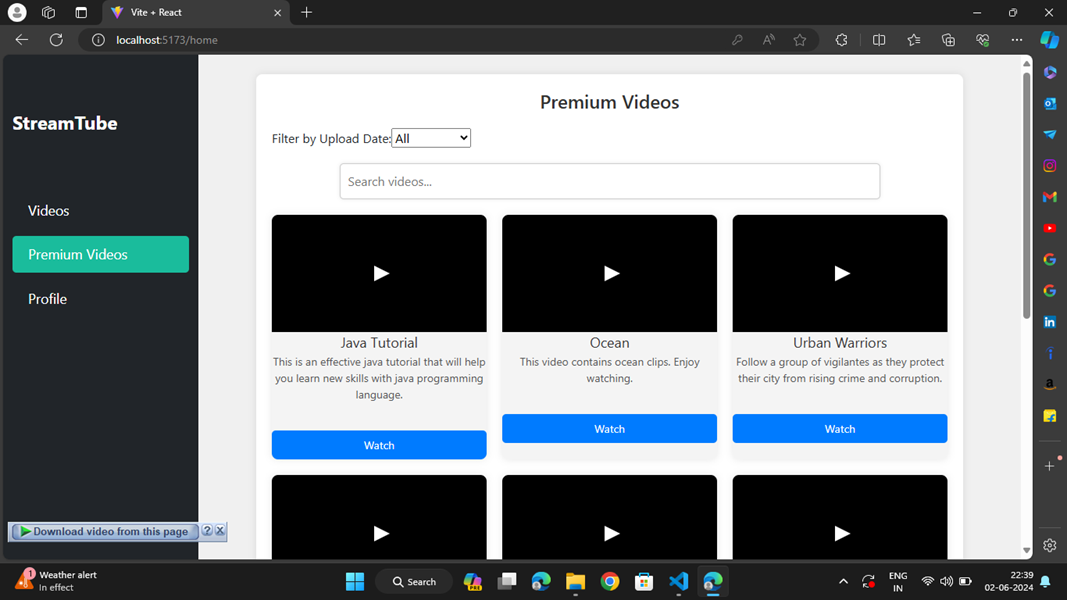 Vite + React
localhost:5173/home
StreamTube
Videos
Premium Videos
Profile
Premium Videos
Filter by Upload Date: All
Search videos...
Java Tutorial
This is an effective java tutorial that will help
you learn new skills with java programming
language.
Watch
Ocean
This video contains ocean clips. Enjoy
watching.
Watch
Urban Warriors
Follow a group of vigilantes as they protect
their city from rising crime and corruption.
Watch
Download video from this page
?
X
1
Weather alert
In effect
Search
PRE
ENG
IN
22:39
02-06-2024